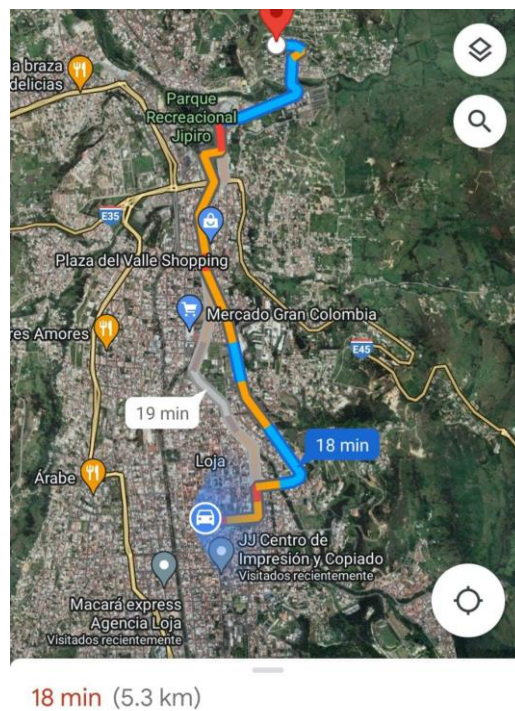 la braza
delicias
Parque
Recreacional
Jipiro
E35
Plaza del Valle Shopping
Mercado Gran Colombia
res Amores
E45
19 min
18 min
Loja
Árabe
JJ Centro de
Impresión y Copiado
Visitados recientemente
Macará express
Agencia Loja
Visitados recientemente
18 min (5.3 km)